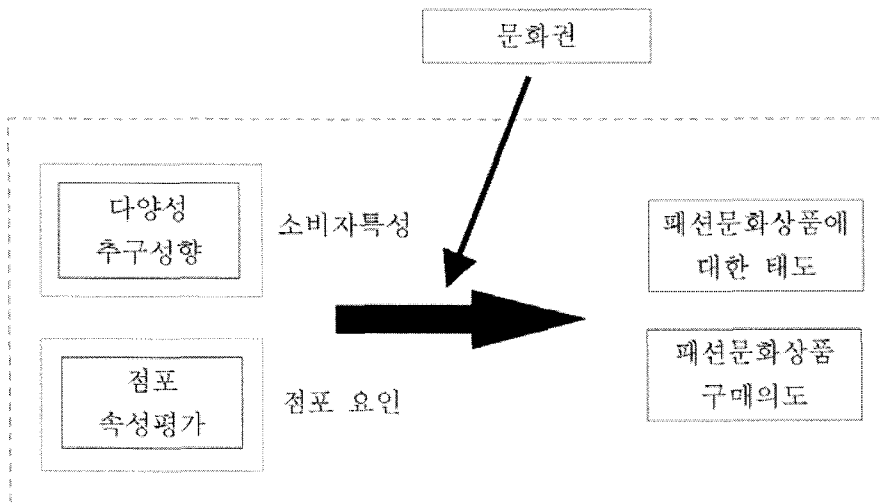 문화권
다양성
추구성향
소비자특성
패션문화상품에
대한 태도
점포
속성평가
점포 요인
패션문화상품
구매의도